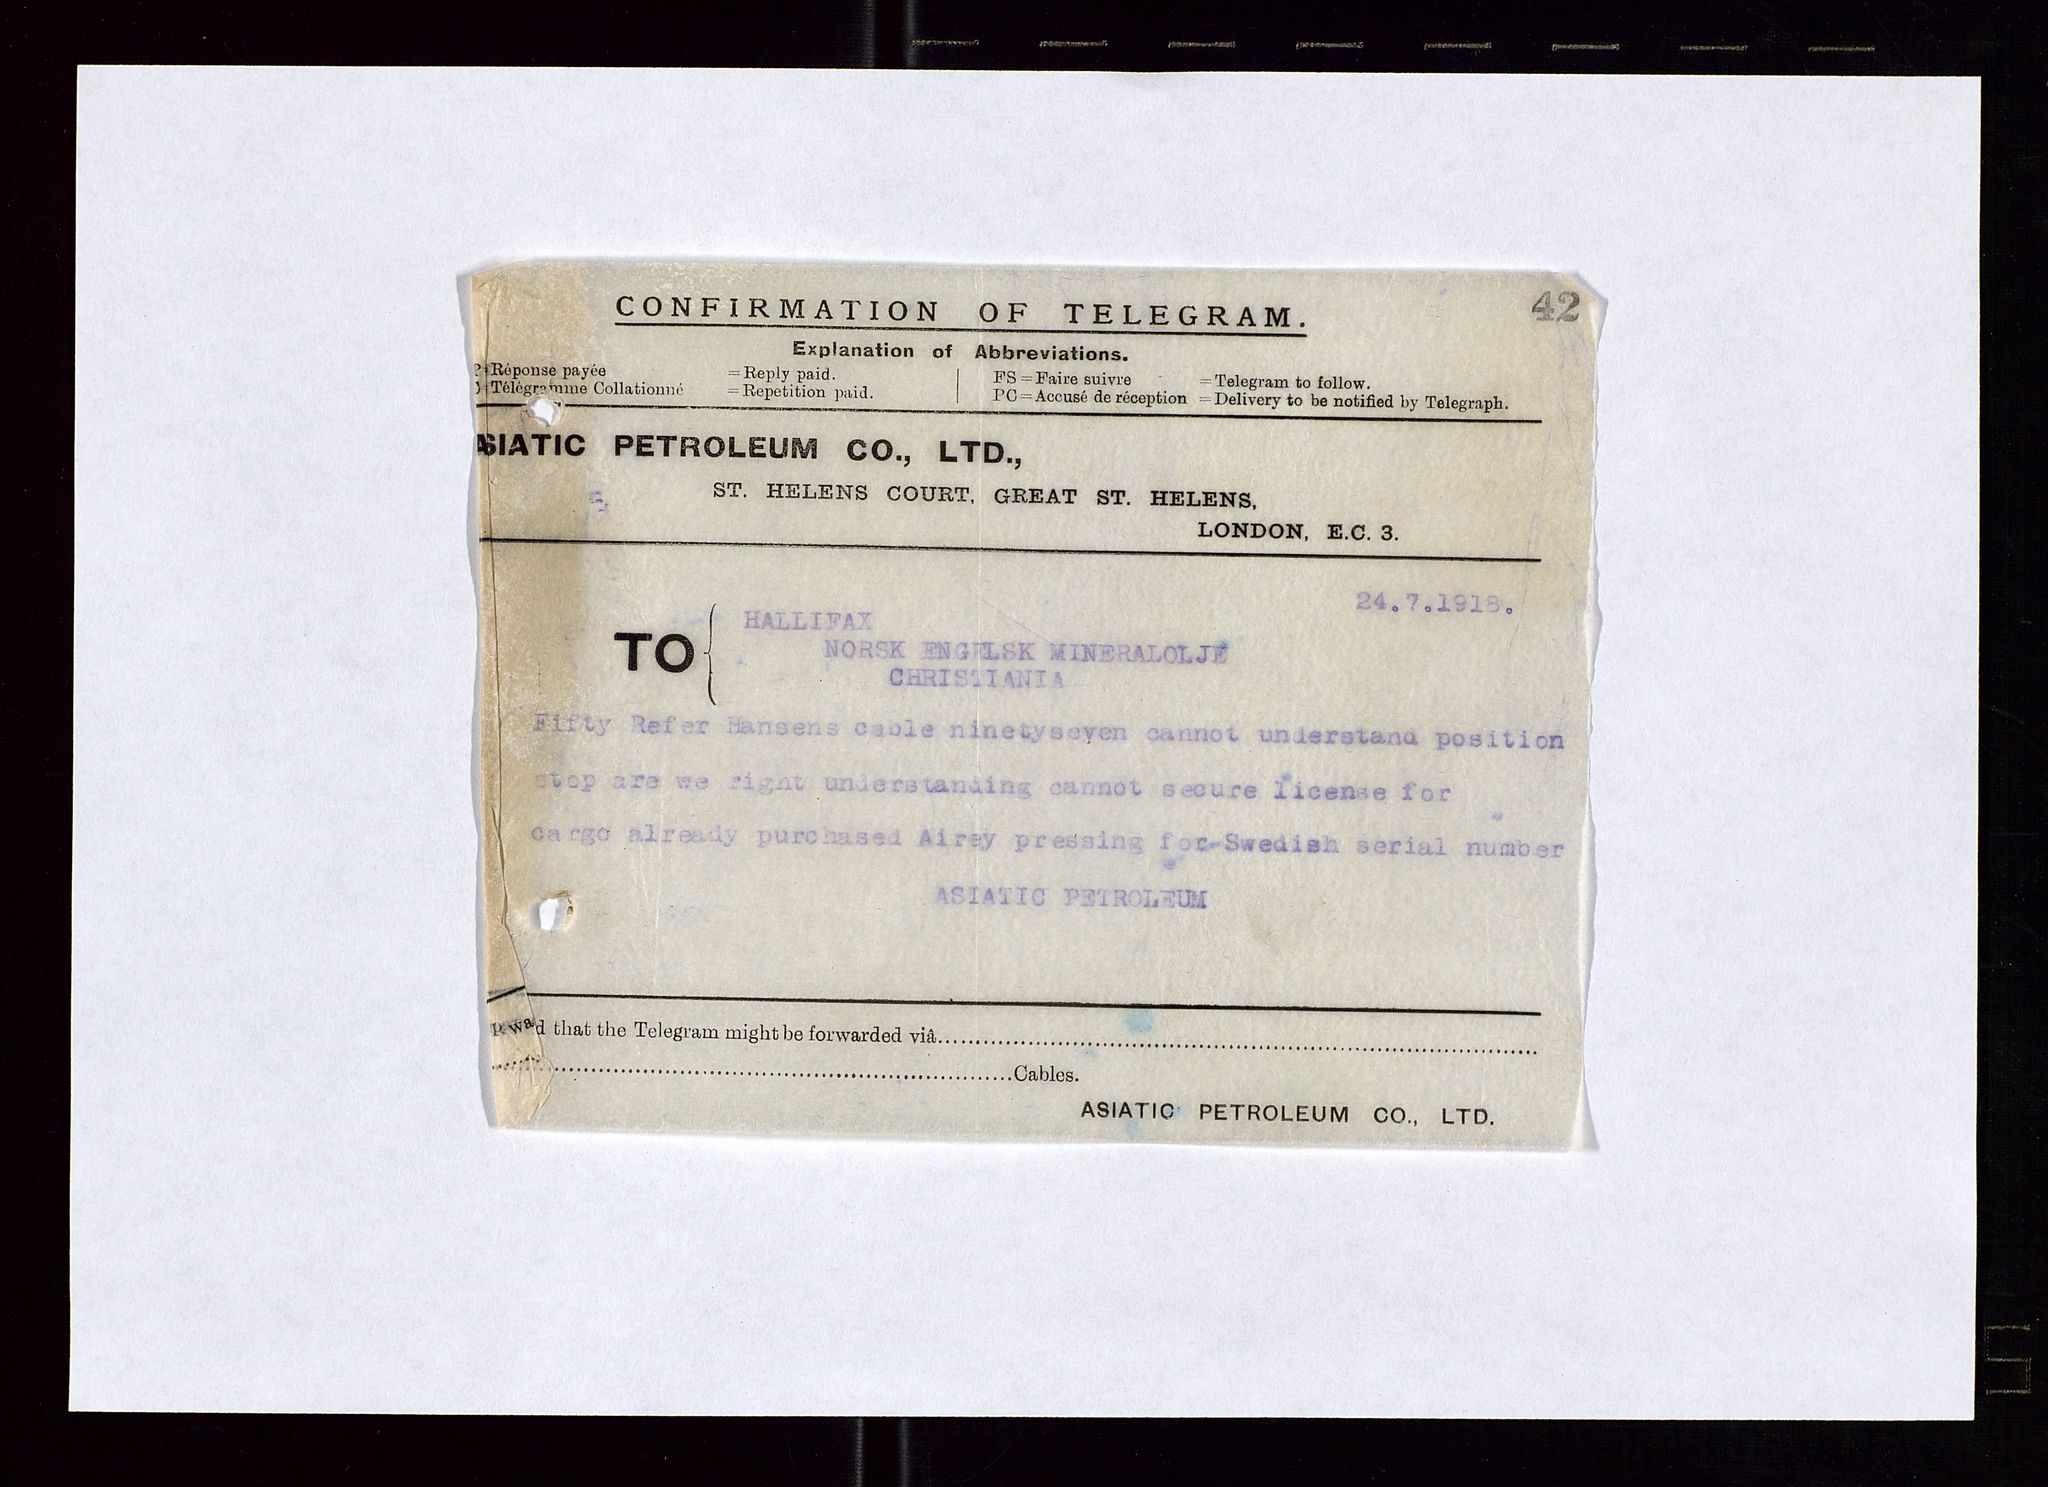 CONFIRMATION OF TELEGRAM.
42
Explanation of Abbreviations.
Réponse payée =Reply paid.
Télégramme Collationné =Repetition paid.
FS=Faire suivre =Telegram to follow.
PC=Accusé de réception =Delivery to be notified by Telegraph.
ASIATIC PETROLEUM CO., LTD.,
ST. HELENS COURT, GREAT ST. HELENS,
LONDON, E.C. 3.
24.7.1918.
TO
HALLIFAX
NORSK ENGELSK MINERALOLJE
CHRISTIANIA
Fifty Refer Hansens cable ninetyseven cannot understand position
stop are we right understanding cannot secure license for
cargo already purchased Airey pressing for Swedish serial number
ASIATIC PETROLEUM
that the Telegram might be forwarded viâ
Cables.
ASIATIC PETROLEUM CO., LTD.